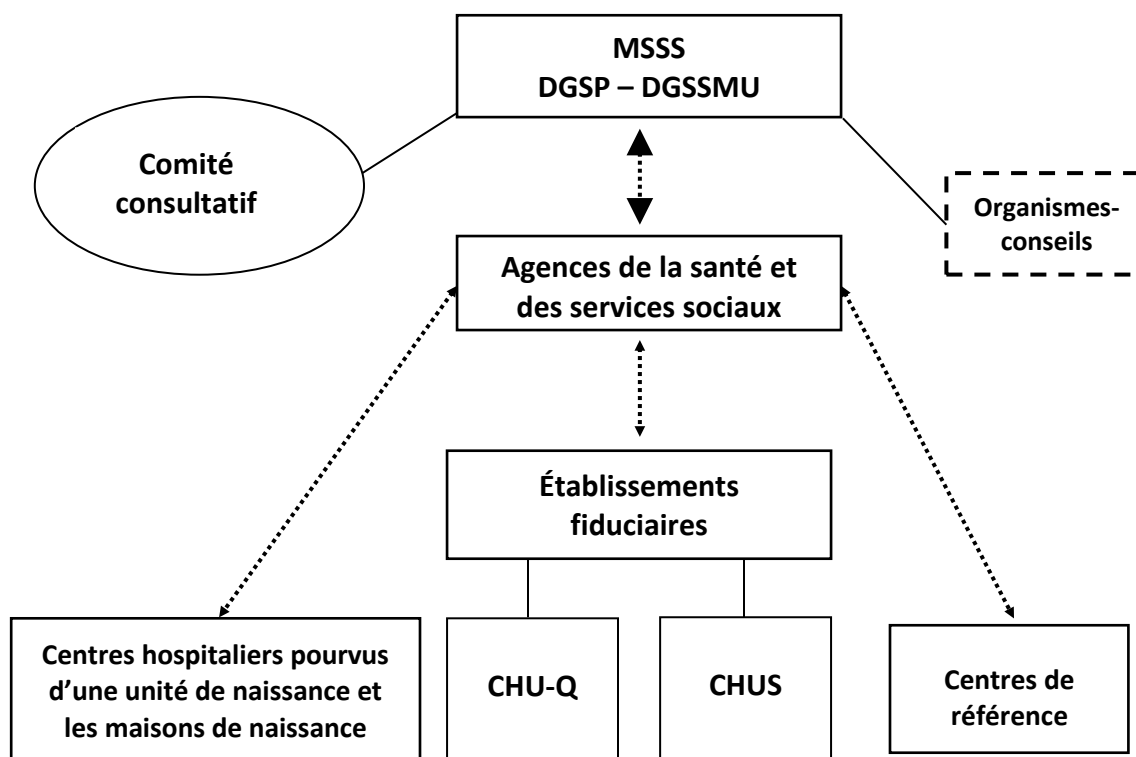 MSSS
DGSP – DGSSMU
Comité
consultatif
Organismes-
conseils
Agences de la santé et
des services sociaux
Établissements
fiduciaires
Centres hospitaliers pourvus
d’une unité de naissance et
les maisons de naissance
CHU-Q
CHUS
Centres de
référence